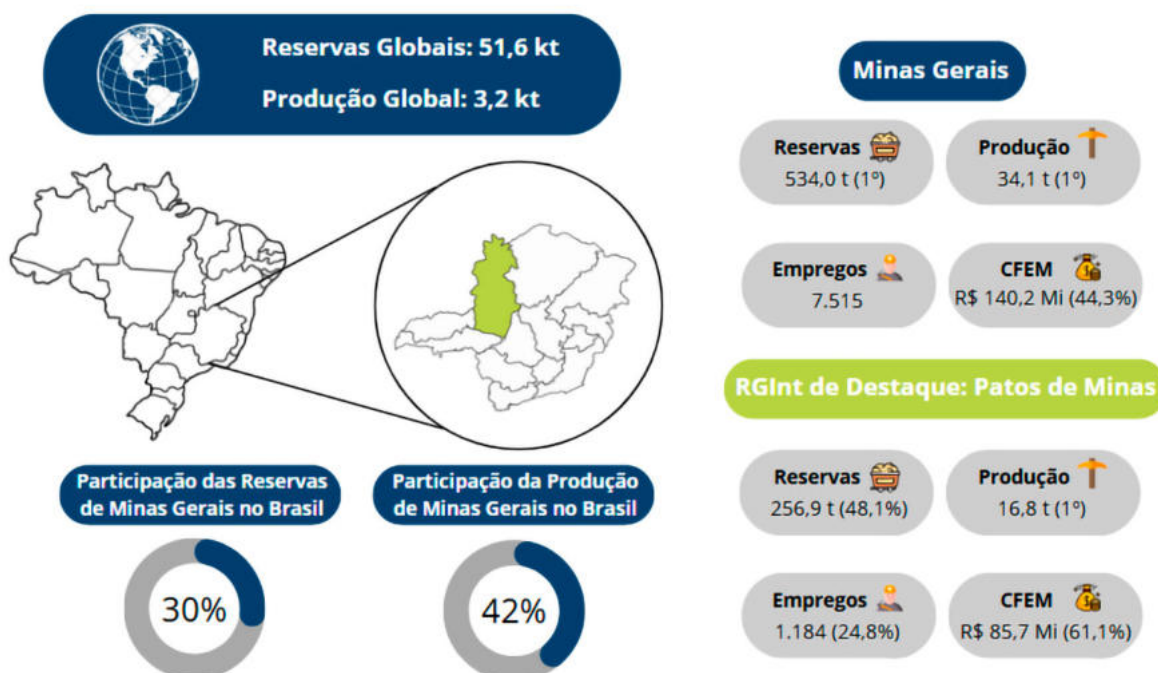 Reservas Globais: 51,6 kt
Produção Global: 3,2 kt
Minas Gerais
Reservas
534,0 t (1º)
Produção
34,1 t (1º)
Empregos
7.515
CFEM
R$ 140,2 Mi (44,3%)
RGInt de Destaque: Patos de Minas
Reservas
256,9 t (48,1%)
Produção
16,8 t (1º)
Empregos
1.184 (24,8%)
CFEM
R$ 85,7 Mi (61,1%)
Participação das Reservas
de Minas Gerais no Brasil
30%
Participação da Produção
de Minas Gerais no Brasil
42%